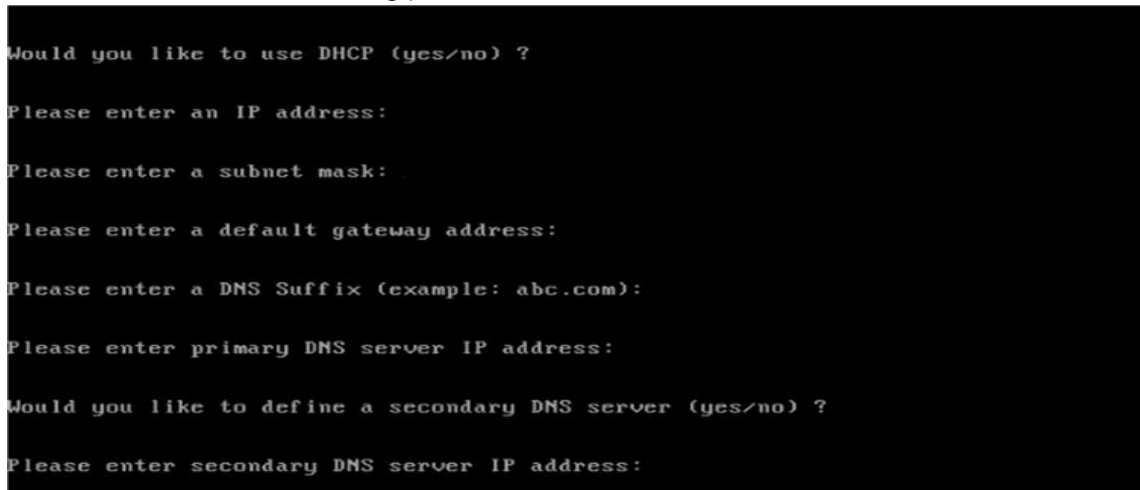 Would you like to use DHCP (yes/no) ?
Please enter an IP address:
Please enter a subnet mask:
Please enter a default gateway address:
Please enter a DNS Suffix (example: abc.com):
Please enter primary DNS server IP address:
Would you like to define a secondary DNS server (yes/no) ?
Please enter secondary DNS server IP address: